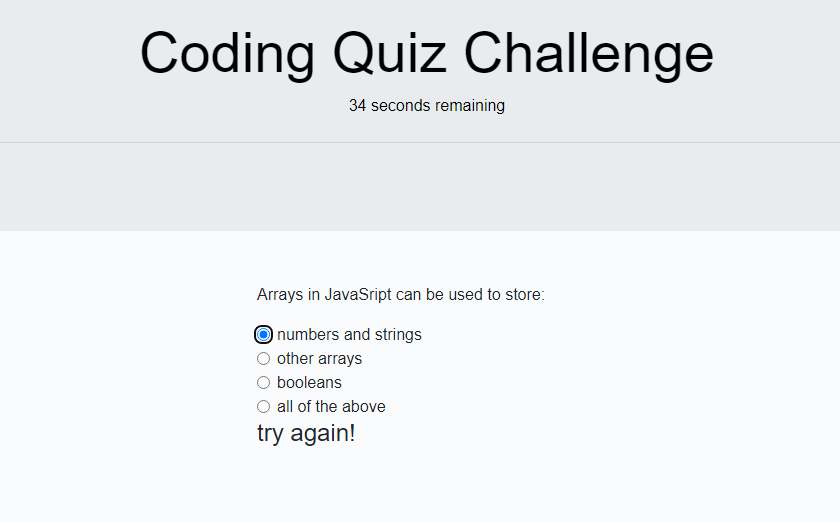 Coding Quiz Challenge
34 seconds remaining
Arrays in JavaSript can be used to store:
numbers and strings
other arrays
booleans
all of the above
try again!